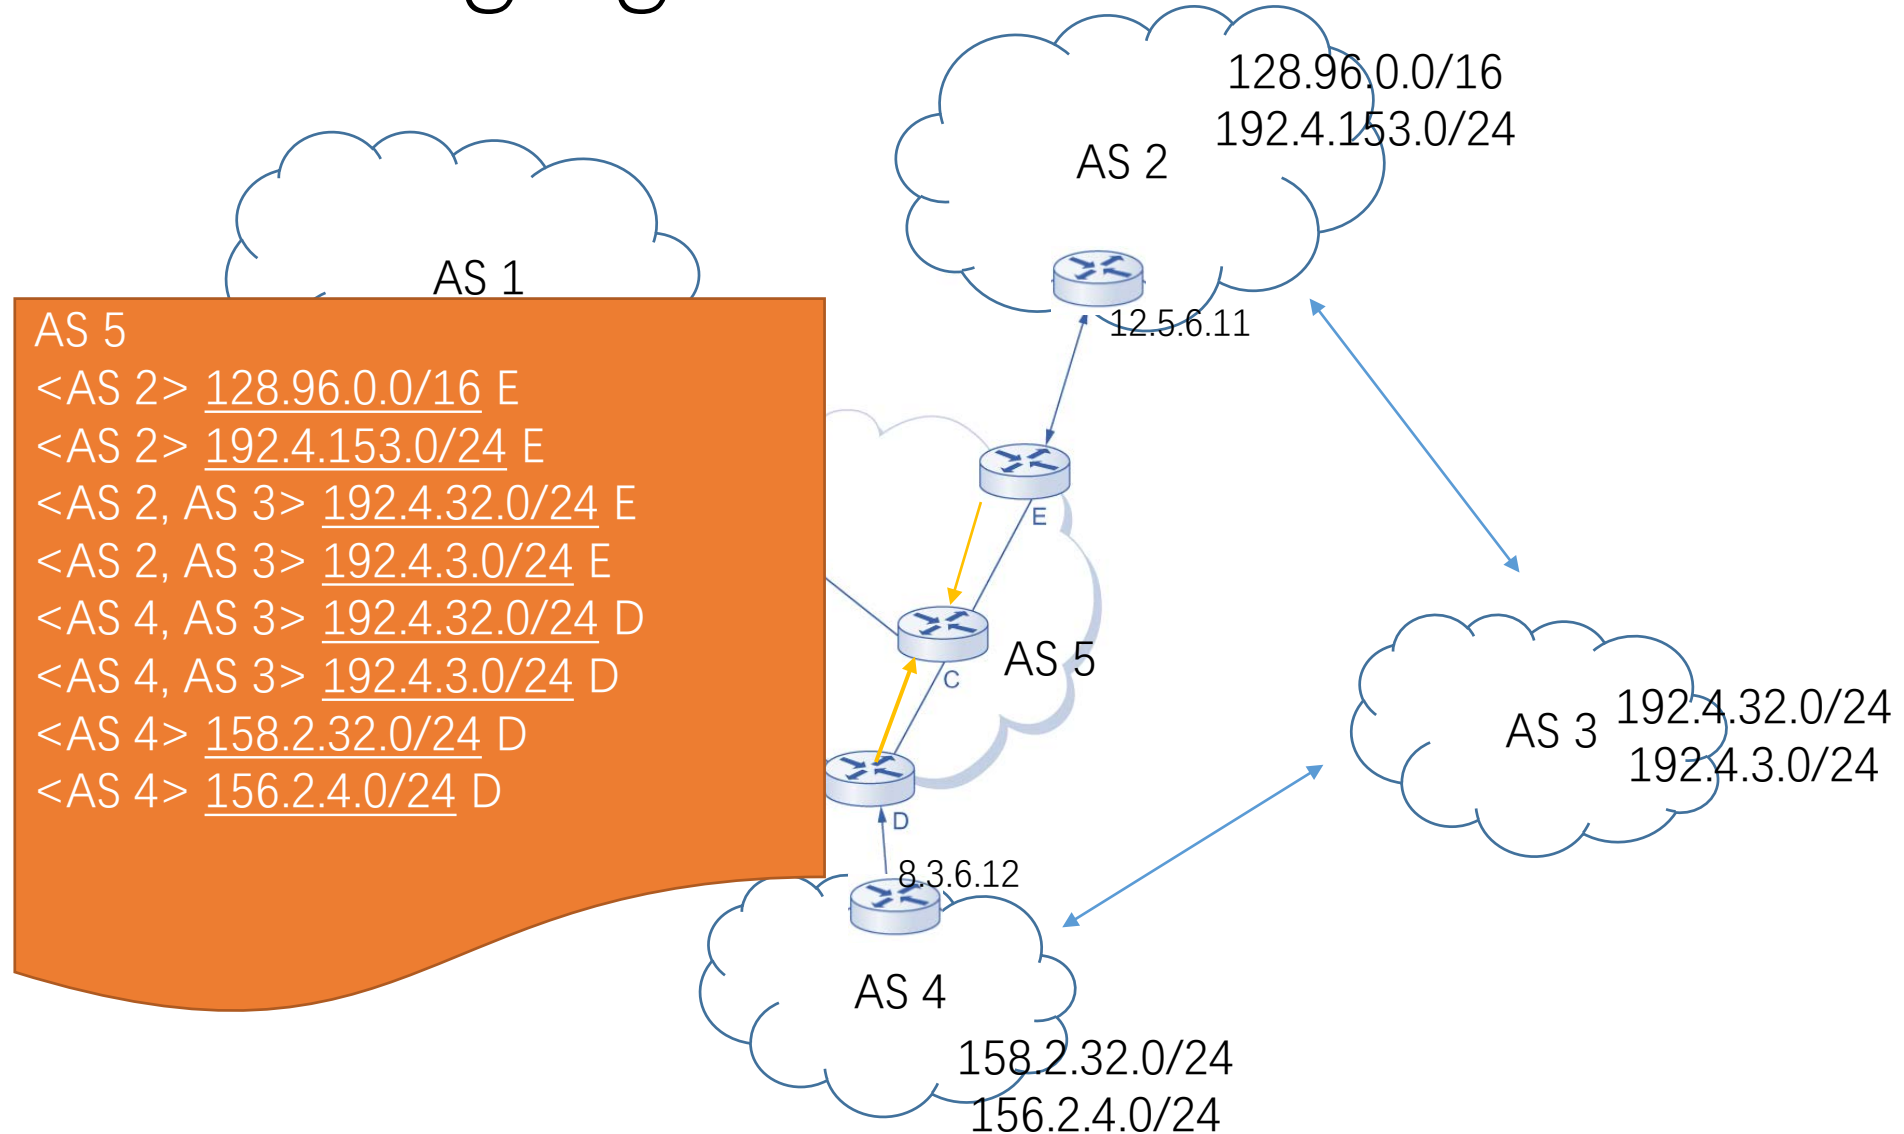 128.96.0.0/16
192.4.153.0/24
AS 2
12.5.6.11
AS 1
AS 5
<AS 2> 128.96.0.0/16 E
<AS 2> 192.4.153.0/24 E
<AS 2, AS 3> 192.4.32.0/24 E
<AS 2, AS 3> 192.4.3.0/24 E
<AS 4, AS 3> 192.4.32.0/24 D
<AS 4, AS 3> 192.4.3.0/24 D
<AS 4> 158.2.32.0/24 D
<AS 4> 156.2.4.0/24 D
E
C
AS 5
D
AS 3
192.4.32.0/24
192.4.3.0/24
8.3.6.12
AS 4
158.2.32.0/24
156.2.4.0/24